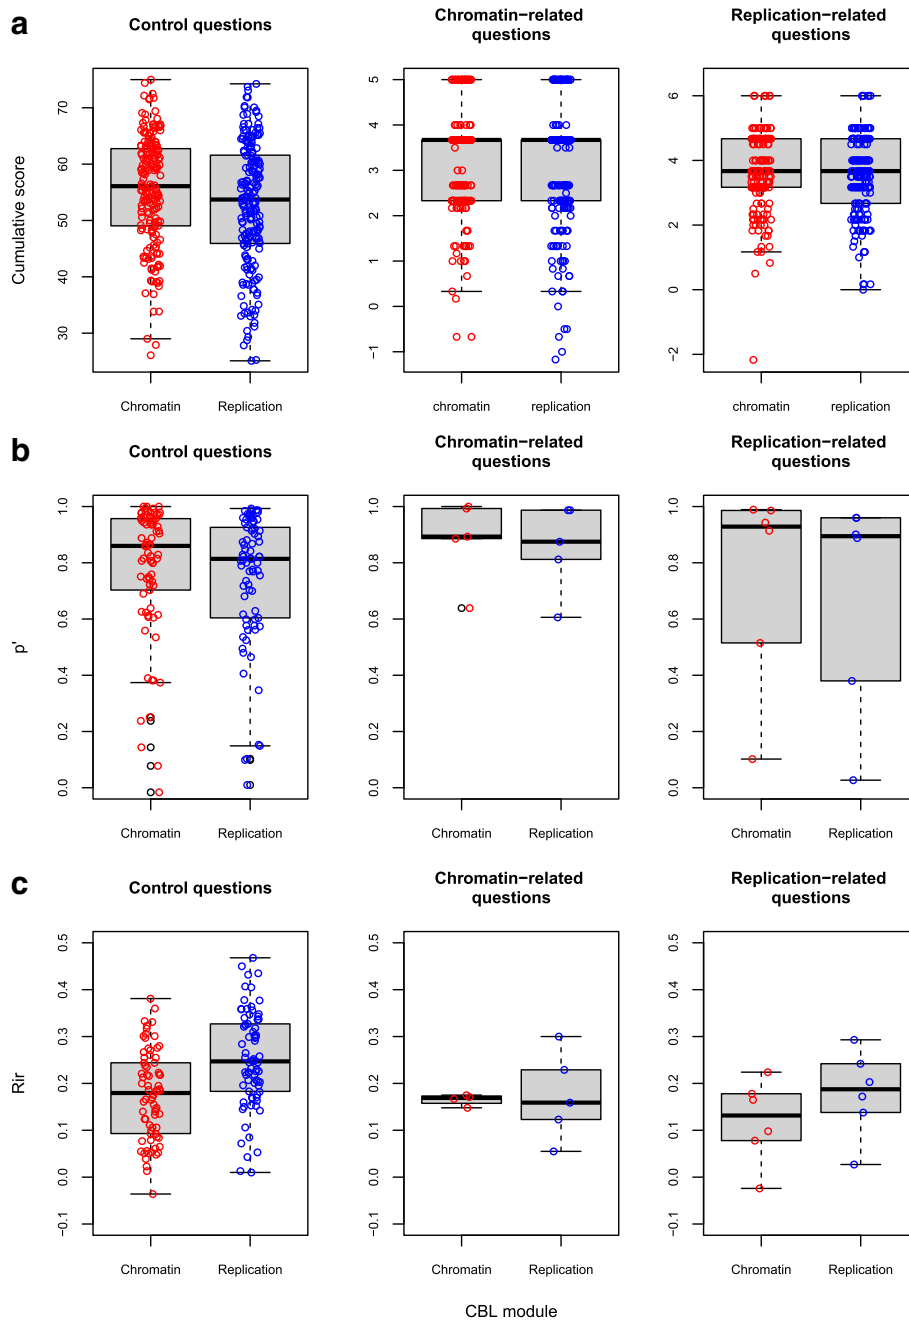 a
Control questions
Chromatin−related
questions
Replication−related
questions
Cumulative score
70
60
50
40
30
5
4
3
2
1
0
−1
6
4
2
0
−2
Chromatin
Replication
chromatin
replication
chromatin
replication
b
Control questions
Chromatin−related
questions
Replication−related
questions
p'
1.0
0.8
0.6
0.4
0.2
0.0
1.0
0.8
0.6
0.4
0.2
0.0
1.0
0.8
0.6
0.4
0.2
0.0
Chromatin
Replication
Chromatin
Replication
Chromatin
Replication
c
Control questions
Chromatin−related
questions
Replication−related
questions
Rir
0.5
0.4
0.3
0.2
0.1
0.0
−0.1
0.5
0.4
0.3
0.2
0.1
0.0
−0.1
0.5
0.4
0.3
0.2
0.1
0.0
−0.1
Chromatin
Replication
Chromatin
Replication
Chromatin
Replication
CBL module